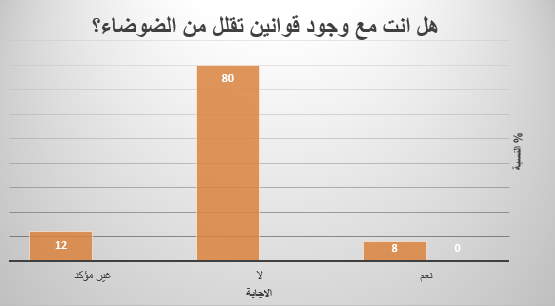 هل انت مع وجود قوانين تقلل من الضوضاء؟
80
12
8
0
النسبة %
نعم
لا
غير مؤكد
الاجابة